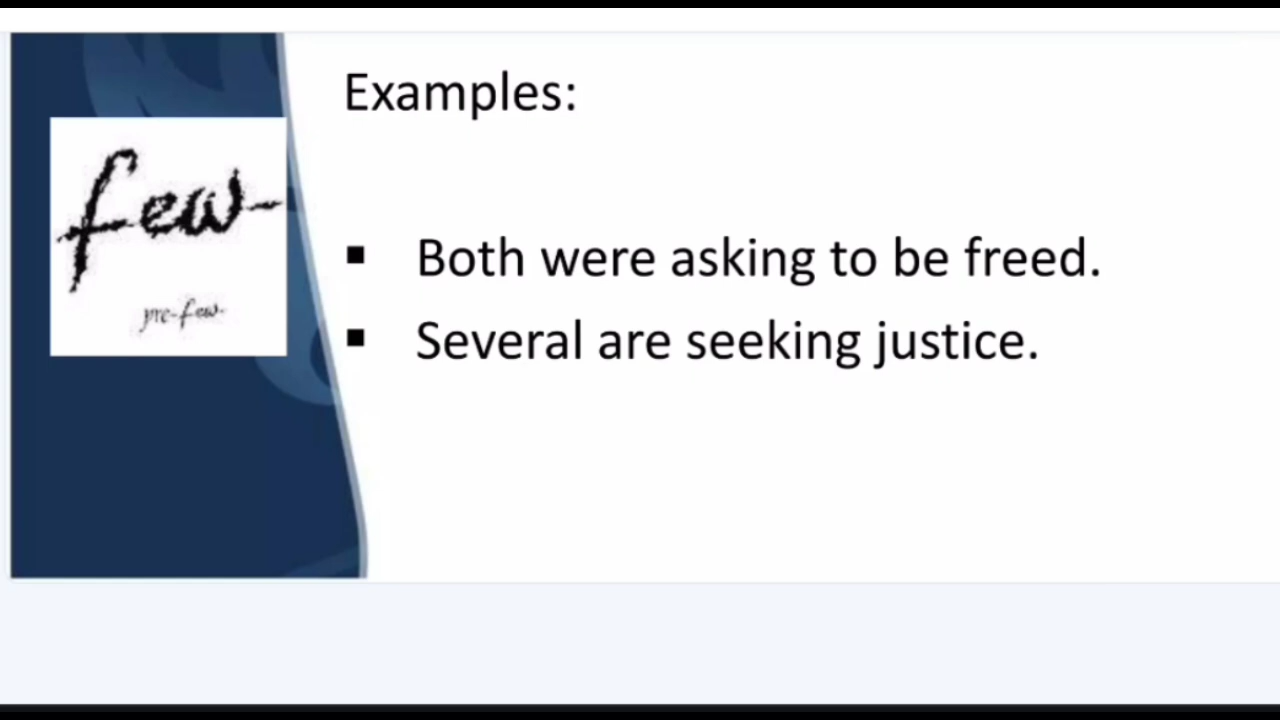 Examples:
few-
pre-few-
▪ Both were asking to be freed.
▪ Several are seeking justice.